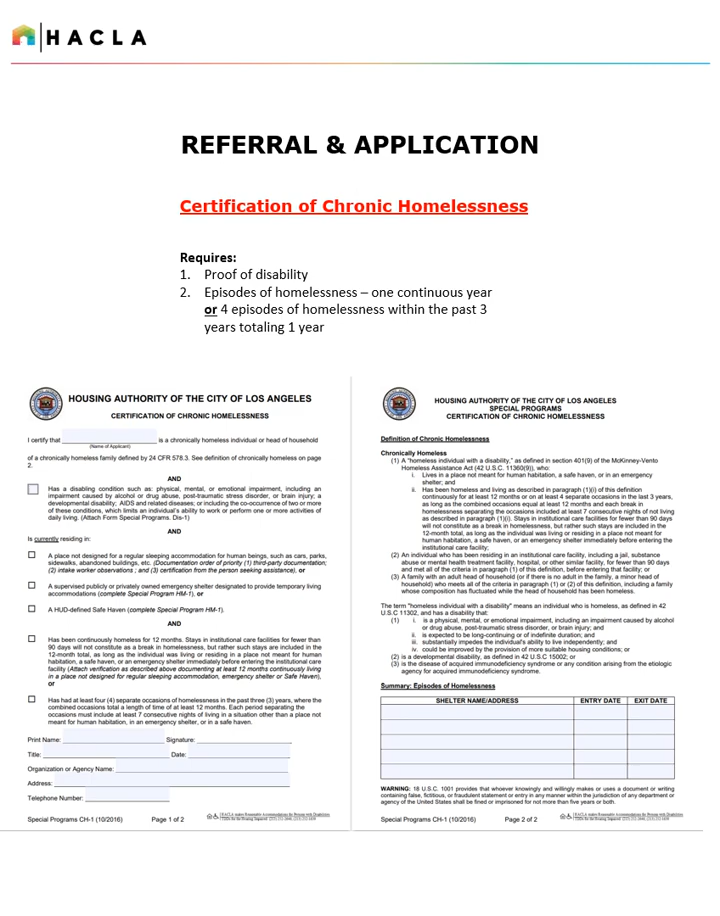 HACLA
REFERRAL & APPLICATION
Certification of Chronic Homelessness
Requires:
1. Proof of disability
2. Episodes of homelessness – one continuous year
or 4 episodes of homelessness within the past 3
years totaling 1 year
HOUSING AUTHORITY OF THE CITY OF LOS ANGELES
CERTIFICATION OF CHRONIC HOMELESSNESS
I certify that is a chronically homeless individual or head of household
(Name of Applicant)
of a chronically homeless family defined by 24 CFR 578.3. See definition of chronically homeless on page
2.
AND
Has a disabling condition such as: physical, mental, or emotional impairment, including an
impairment caused by alcohol or drug abuse, post-traumatic stress disorder, or brain injury; a
developmental disability; AIDS and related diseases; or including the co-occurrence of two or more
of these conditions, which limits an individual's ability to work or perform one or more activities of
daily living. (Attach Form Special Programs. Dis-1)
AND
Is currently residing in:
A place not designed for a regular sleeping accommodation for human beings, such as cars, parks,
sidewalks, abandoned buildings, etc. (Documentation order of priority (1) third-party documentation;
(2) intake worker observations ; and (3) certification from the person seeking assistance), or
A supervised publicly or privately owned emergency shelter designated to provide temporary living
accommodations (complete Special Program HM-1), or
A HUD-defined Safe Haven (complete Special Program HM-1).
AND
Has been continuously homeless for 12 months. Stays in institutional care facilities for fewer than
90 days will not constitute as a break in homelessness, but rather such stays are included in the
12-month total, as long as the individual was living or residing in a place not meant for human
habitation, a safe haven, or an emergency shelter immediately before entering the institutional care
facility (Attach verification as described above documenting at least 12 months continuously living
in a place not designed for regular sleeping accommodation, emergency shelter or Safe Haven),
or
Has had at least four (4) separate occasions of homelessness in the past three (3) years, where the
combined occasions total a length of time of at least 12 months. Each period separating the
occasions must include at least 7 consecutive nights of living in a situation other than a place not
meant for human habitation, in an emergency shelter, or in a safe haven.
Print Name: Signature:
Title: Date:
Organization or Agency Name:
Address:
Telephone Number:
Special Programs CH-1 (10/2016) Page 1 of 2
HOUSING AUTHORITY OF THE CITY OF LOS ANGELES
SPECIAL PROGRAMS
CERTIFICATION OF CHRONIC HOMELESSNESS
Definition of Chronic Homelessness
Chronically Homeless
(1) A "homeless individual with a disability," as defined in section 401(9) of the McKinney-Vento
Homeless Assistance Act (42 U.S.C. 11360(9)), who:
i. Lives in a place not meant for human habitation, a safe haven, or in an emergency
shelter; and
ii. Has been homeless and living as described in paragraph (1)(i) of this definition
continuously for at least 12 months or on at least 4 separate occasions in the last 3 years,
as long as the combined occasions equal at least 12 months and each break in
homelessness separating the occasions included at least 7 consecutive nights of not living
as described in paragraph (1)(i). Stays in institutional care facilities for fewer than 90 days
will not constitute as a break in homelessness, but rather such stays are included in the
12-month total, as long as the individual was living or residing in a place not meant for
human habitation, a safe haven, or an emergency shelter immediately before entering the
institutional care facility;
(2) An individual who has been residing in an institutional care facility, including a jail, substance
abuse or mental health treatment facility, hospital, or other similar facility, for fewer than 90 days
and met all of the criteria in paragraph (1) of this definition, before entering that facility; or
(3) A family with an adult head of household (or if there is no adult in the family, a minor head of
household) who meets all of the criteria in paragraph (1) or (2) of this definition, including a family
whose composition has fluctuated while the head of household has been homeless.
The term "homeless individual with a disability" means an individual who is homeless, as defined in 42
U.S.C 11302, and has a disability that:
(1) i. is a physical, mental, or emotional impairment, including an impairment caused by alcohol
or drug abuse, post-traumatic stress disorder, or brain injury; and
ii. is expected to be long-continuing or of indefinite duration; and
iii. substantially impedes the ability to live independently; and
iv. could be improved by the provision of more suitable housing conditions; or
(2) is a developmental disability, as defined in 42 U.S.C 15002; or
(3) is the disease of acquired immunodeficiency syndrome or any condition arising from the etiologic
agency for acquired immunodeficiency syndrome.
Summary: Episodes of Homelessness
SHELTER NAME/ADDRESS ENTRY DATE EXIT DATE
WARNING: 18 U.S.C. 1001 provides that whoever knowingly and willingly makes or uses a document or writing
containing false, fictitious, or fraudulent statement or entry in any matter within the jurisdiction of any department or
agency of the United States shall be fined or imprisoned for not more than five years or both.
Special Programs CH-1 (10/2016) Page 2 of 2